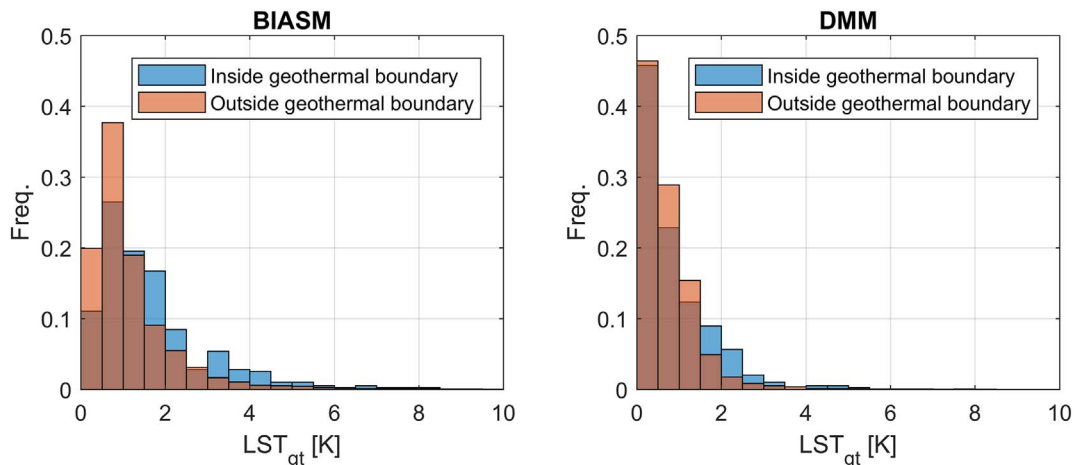 BIASM
0.5
0.4
0.3
0.2
0.1
0
Freq.
Inside geothermal boundary
Outside geothermal boundary
0 2 4 6 8 10
LST_gt [K]
DMM
0.5
0.4
0.3
0.2
0.1
0
Freq.
Inside geothermal boundary
Outside geothermal boundary
0 2 4 6 8 10
LST_gt [K]